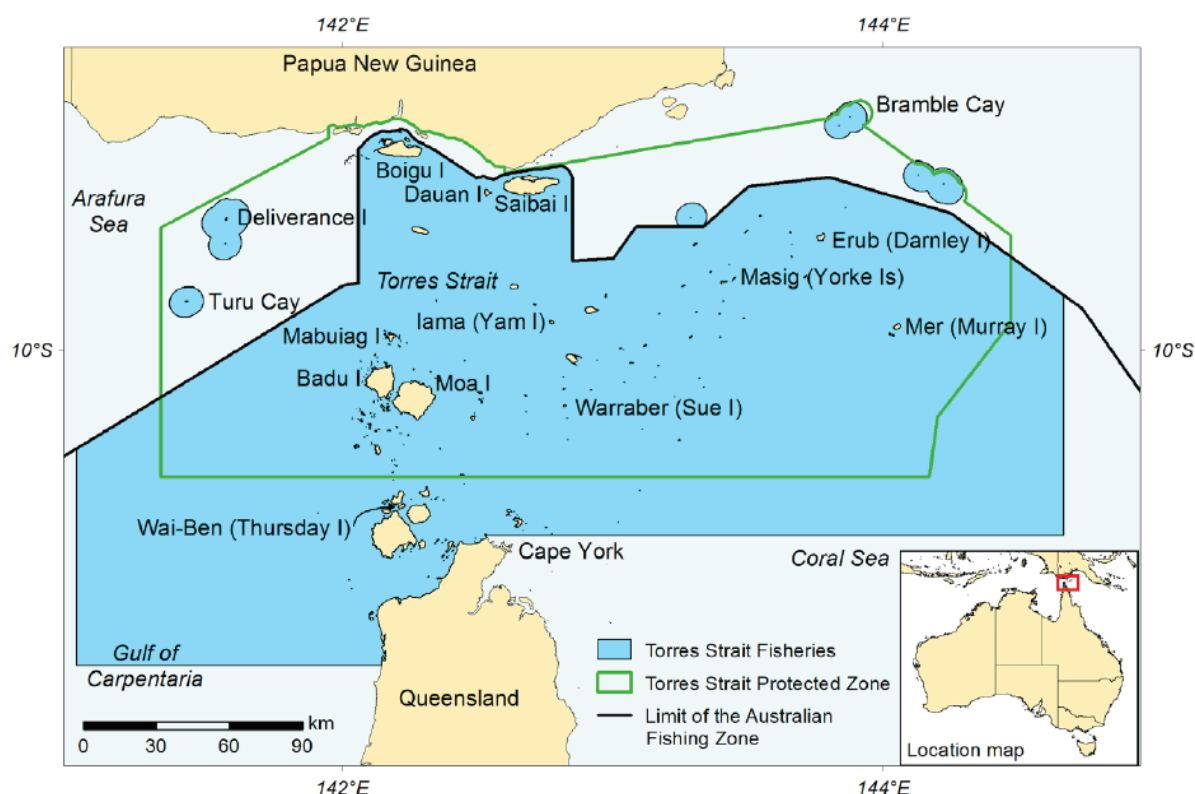 142°E
144°E
Papua New Guinea
Bramble Cay
Boigu I
Dauan I
Saibai I
Arafura
Sea
Deliverance I
Erub (Darnley I)
Torres Strait
Masig (Yorke Is)
Turu Cay
Iama (Yam I)
Mabuiag I
Mer (Murray I)
10°S
10°S
Badu I
Moa I
Warraber (Sue I)
Wai-Ben (Thursday I)
Cape York
Coral Sea
Gulf of
Carpentaria
Queensland
Torres Strait Fisheries
Torres Strait Protected Zone
Limit of the Australian
Fishing Zone
km
0
30
60
90
Location map
142°E
144°E